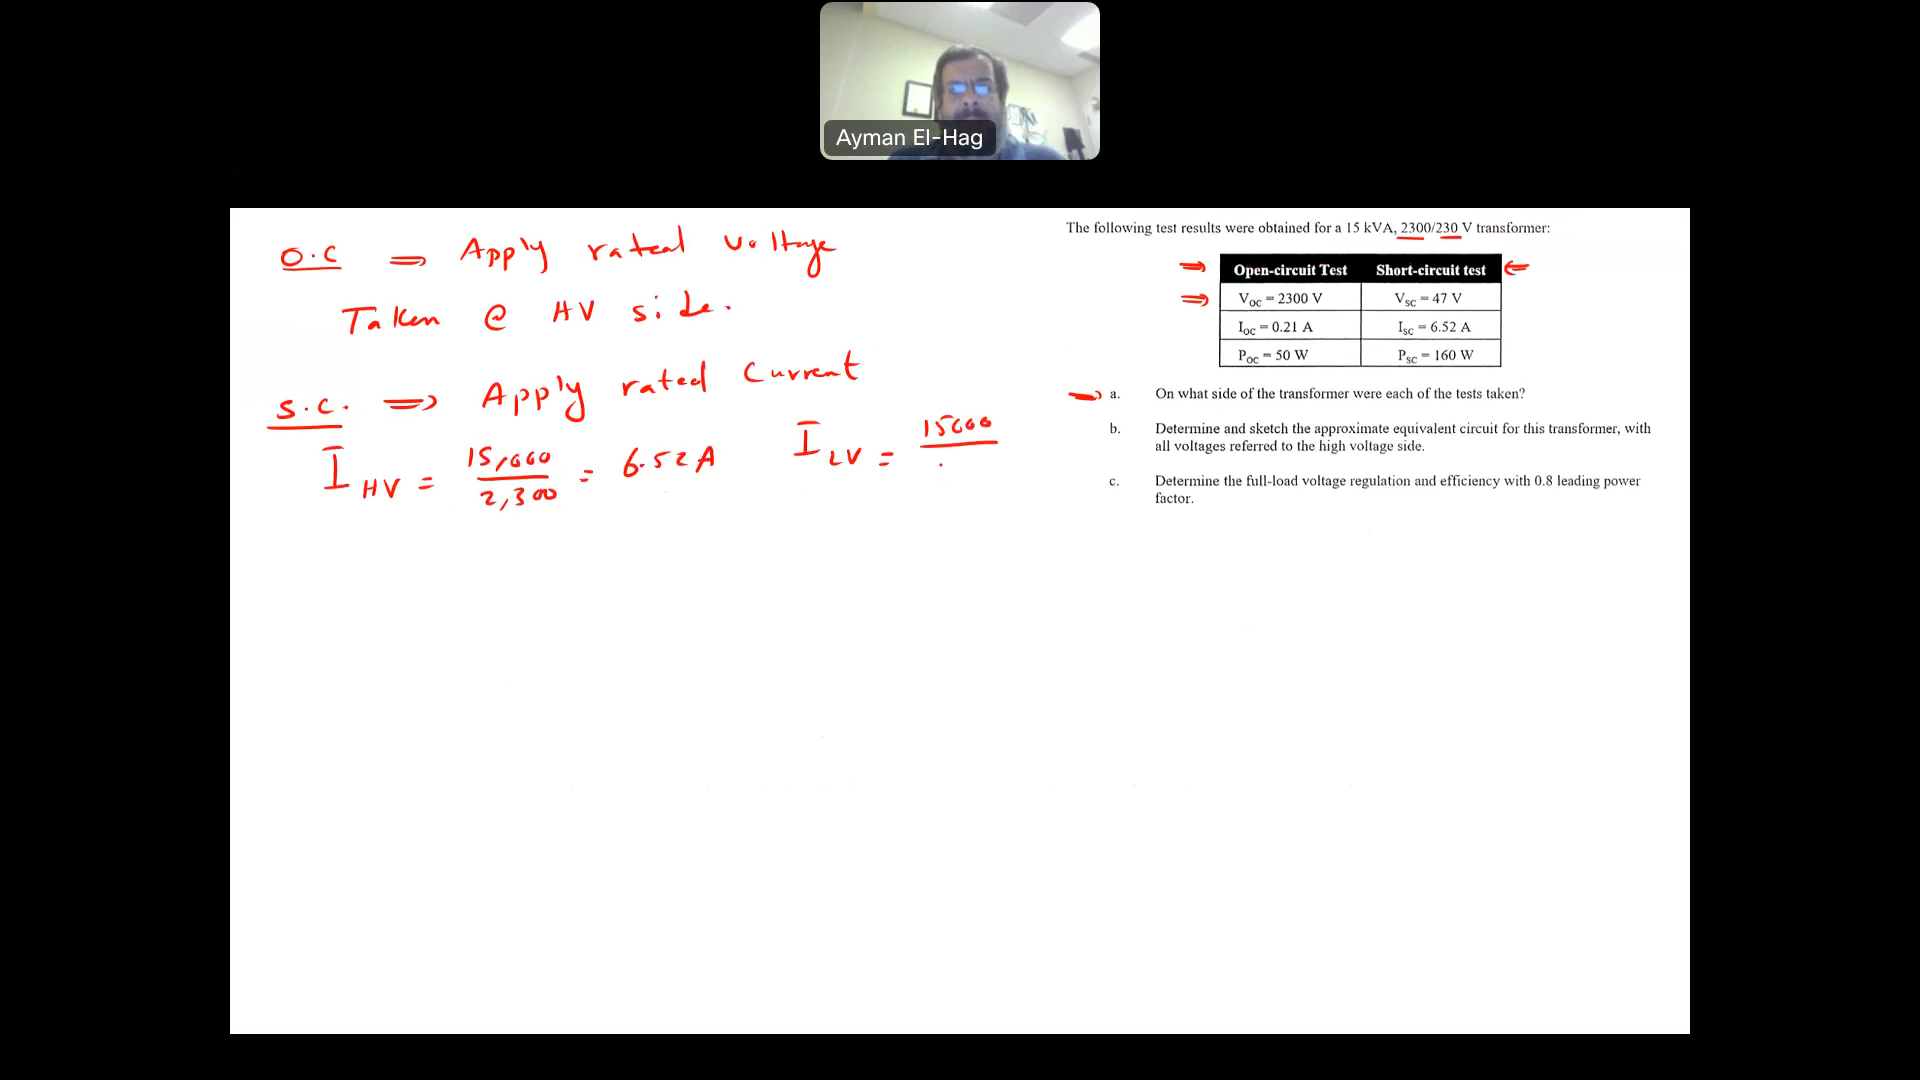 Ayman El-Hag
O.C ⇒ Apply rated voltage
Taken @ HV side.
S.C. ⇒ Apply rated current
I HV = 15,000 / 2,300 = 6.52 A I LV = 15000
The following test results were obtained for a 15 kVA, 2300/230 V transformer:
Open-circuit Test Short-circuit test
VOC = 2300 V VSC = 47 V
IOC = 0.21 A ISC = 6.52 A
POC = 50 W PSC = 160 W
a. On what side of the transformer were each of the tests taken?
b. Determine and sketch the approximate equivalent circuit for this transformer, with
all voltages referred to the high voltage side.
c. Determine the full-load voltage regulation and efficiency with 0.8 leading power
factor.